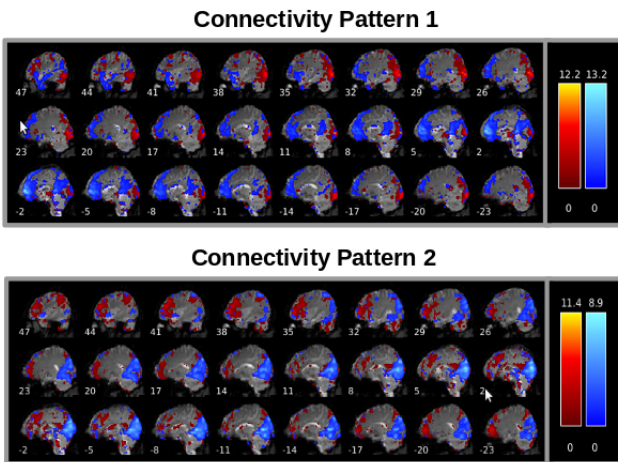 Connectivity Pattern 1
47 44 41 38 35 32 29 26
23 20 17 14 11 8 5 2
-2 -5 -8 -11 -14 -17 -20 -23
12.2 13.2
0 0
Connectivity Pattern 2
47 44 41 38 35 32 29 26
23 20 17 14 11 8 5 2
-2 -5 -8 -11 -14 -17 -20 -23
11.4 8.9
0 0